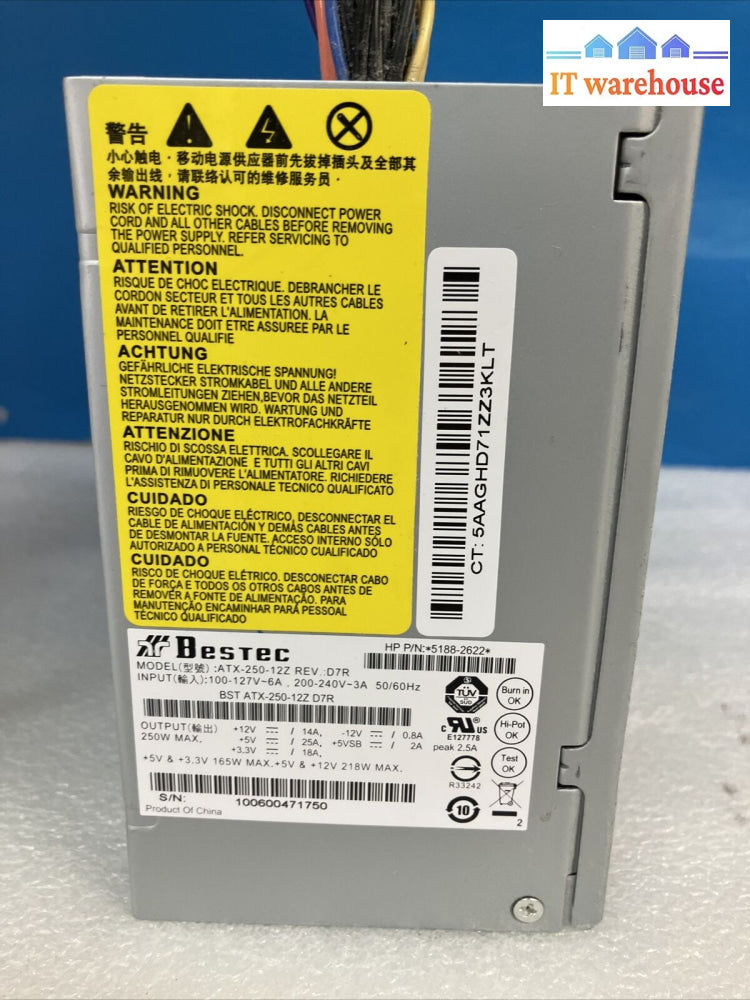 IT warehouse
警告
小心触电，移动电源供应器前先拔掉插头及全部其
余输出线，请联络认可的维修服务员．
WARNING
RISK OF ELECTRIC SHOCK. DISCONNECT POWER
CORD AND ALL OTHER CABLES BEFORE REMOVING
THE POWER SUPPLY. REFER SERVICING TO
QUALIFIED PERSONNEL.
ATTENTION
RISQUE DE CHOC ELECTRIQUE. DEBRANCHER LE
CORDON SECTEUR ET TOUS LES AUTRES CABLES
AVANT DE RETIRER L'ALIMENTATION. LA
MAINTENANCE DOIT ETRE ASSUREE PAR LE
PERSONNEL QUALIFIE
ACHTUNG
GEFÄHRLICHE ELEKTRISCHE SPANNUNG!
NETZSTECKER STROMKABEL UND ALLE ANDERE
STROMLEITUNGEN ZIEHEN,BEVOR DAS NETZTEIL
HERAUSGENOMMEN WIRD. WARTUNG UND
REPARATUR NUR DURCH ELEKTROFACHKRÄFTE
ATTENZIONE
RISCHIO DI SCOSSA ELETTRICA. SCOLLEGARE IL
CAVO D'ALIMENTAZIONE E TUTTI GLI ALTRI CAVI
PRIMA DI RIMUOVERE L'ALIMENTATORE. RICHIEDERE
L'ASSISTENZA DI PERSONALE TECNICO QUALIFICATO
CUIDADO
RIESGO DE CHOQUE ELÉCTRICO, DESCONECTAR EL
CABLE DE ALIMENTACIÓN Y DEMÁS CABLES ANTES
DE DESMONTAR LA FUENTE. ACCESO INTERNO SÓLO
AUTORIZADO A PERSONAL TÉCNICO CUALIFICADO
CUIDADO
RISCO DE CHOQUE ELÉTRICO. DESCONECTAR CABO
DE FORÇA E TODOS OS OTROS CABOS ANTES DE
REMOVER A FONTE DE ALIMENTAÇÃO. PARA
MANUTENÇÃO ENCAMINHAR PARA PESSOAL
TÉCNICO QUALIFICADO
CT: 5AAGHD71ZZ3KLT
BESTEC
HP P/N:*5188-2622*
MODEL(型號) :ATX-250-12Z REV.:D7R
INPUT(輸入):100-127V~6A , 200-240V~3A 50/60Hz
BST ATX-250-12Z D7R
OUTPUT(輸出) +12V / 14A, -12V / 0.8A
250W MAX. +5V / 25A, +5VSB / 2A
+3.3V / 18A, peak 2.5A
+5V & +3.3V 165W MAX.+5V & +12V 218W MAX.
S/N: 100600471750
Product Of China
TÜV
SÜD
Burn in
OK
c RU US
E127778
Hi-Pot
OK
R33242
Test
OK
10
2